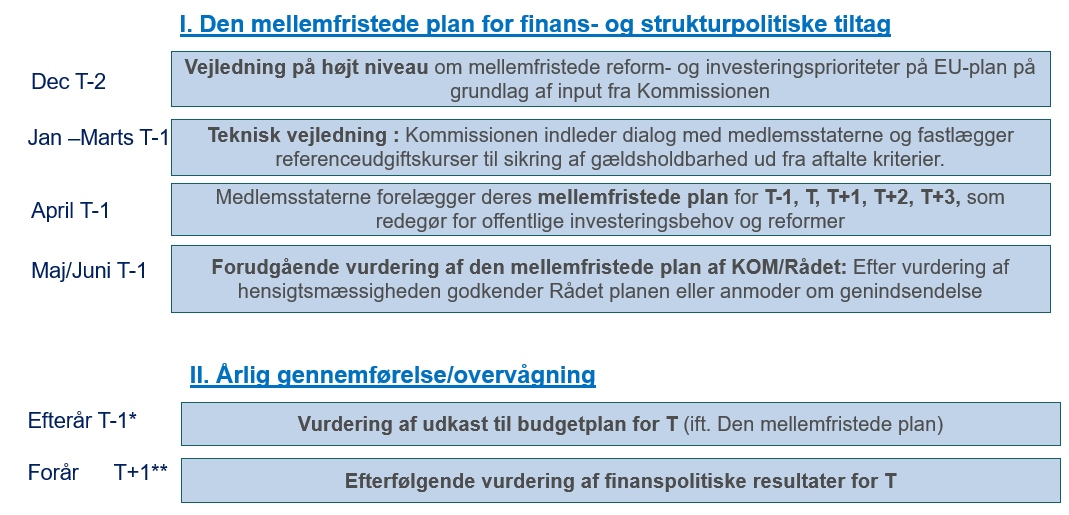 I. Den mellemfristede plan for finans- og strukturpolitiske tiltag
Dec T-2
Vejledning på højt niveau om mellemfristede reform- og investeringsprioriteter på EU-plan på
grundlag af input fra Kommissionen
Jan –Marts T-1
Teknisk vejledning : Kommissionen indleder dialog med medlemsstaterne og fastlægger
referenceudgiftskurser til sikring af gældsholdbarhed ud fra aftalte kriterier.
April T-1
Medlemsstaterne forelægger deres mellemfristede plan for T-1, T, T+1, T+2, T+3, som
redegør for offentlige investeringsbehov og reformer
Maj/Juni T-1
Forudgående vurdering af den mellemfristede plan af KOM/Rådet: Efter vurdering af
hensigtsmæssigheden godkender Rådet planen eller anmoder om genindsendelse
II. Årlig gennemførelse/overvågning
Efterår T-1*
Vurdering af udkast til budgetplan for T (ift. Den mellemfristede plan)
Forår T+1**
Efterfølgende vurdering af finanspolitiske resultater for T